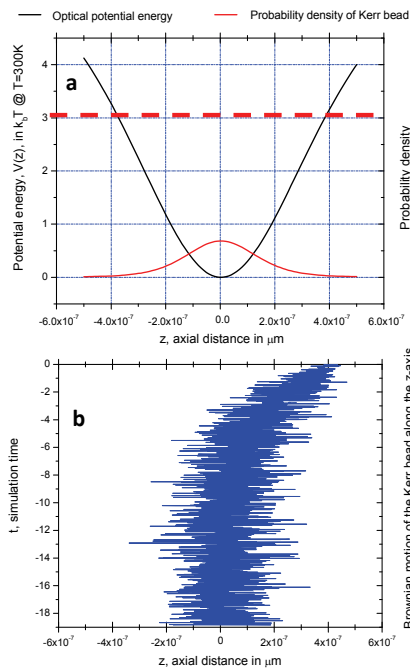 Optical potential energy
Probability density of Kerr bead
Potential energy, V(z), in k_bT @ T=300K
4
3
2
1
0
a
Probability density
-6.0x10⁻⁷ -4.0x10⁻⁷ -2.0x10⁻⁷ 0.0 2.0x10⁻⁷ 4.0x10⁻⁷ 6.0x10⁻⁷
z, axial distance in μm
t, simulation time
0
-2
-4
-6
-8
-10
-12
-14
-16
-18
b
Brownian motion of the Kerr bead along the z-axis
-6x10⁻⁷ -4x10⁻⁷ -2x10⁻⁷ 0 2x10⁻⁷ 4x10⁻⁷ 6x10⁻⁷
z, axial distance in μm